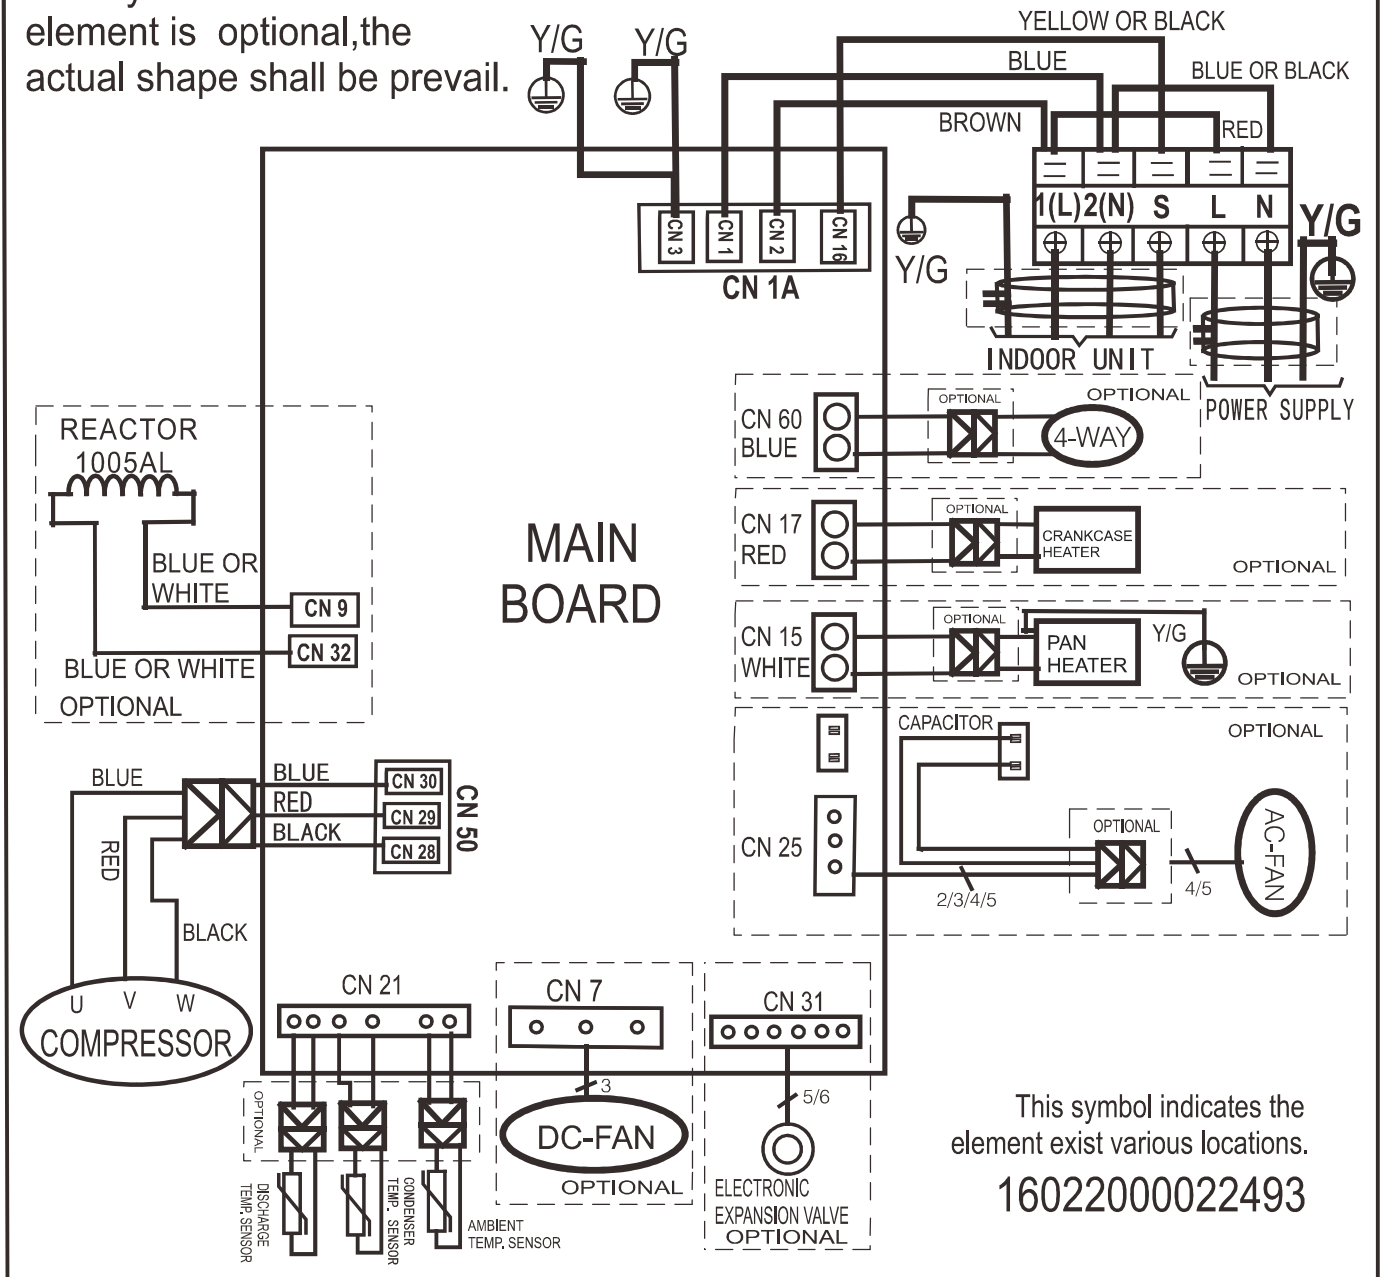 element is optional,the
actual shape shall be prevail.
Y/G
Y/G
YELLOW OR BLACK
BLUE
BLUE OR BLACK
BROWN
RED
1(L) 2(N) S L N
Y/G
Y/G
CN 3
CN 1
CN 2
CN 16
CN 1A
INDOOR UNIT
POWER SUPPLY
REACTOR
1005AL
BLUE OR
WHITE
CN 9
CN 32
BLUE OR WHITE
OPTIONAL
MAIN
BOARD
CN 60
BLUE
OPTIONAL
OPTIONAL
4-WAY
CN 17
RED
OPTIONAL
CRANKCASE
HEATER
OPTIONAL
CN 15
WHITE
OPTIONAL
PAN
HEATER
Y/G
OPTIONAL
CAPACITOR
OPTIONAL
CN 25
OPTIONAL
2/3/4/5
4/5
AC-FAN
BLUE
RED
BLACK
BLUE
RED
BLACK
CN 30
CN 29
CN 28
CN 50
U V W
COMPRESSOR
CN 21
OPTIONAL
DISCHARGE
TEMP. SENSOR
CONDENSER
TEMP. SENSOR
AMBIENT
TEMP. SENSOR
CN 7
3
DC-FAN
OPTIONAL
CN 31
5/6
ELECTRONIC
EXPANSION VALVE
OPTIONAL
This symbol indicates the
element exist various locations.
16022000022493